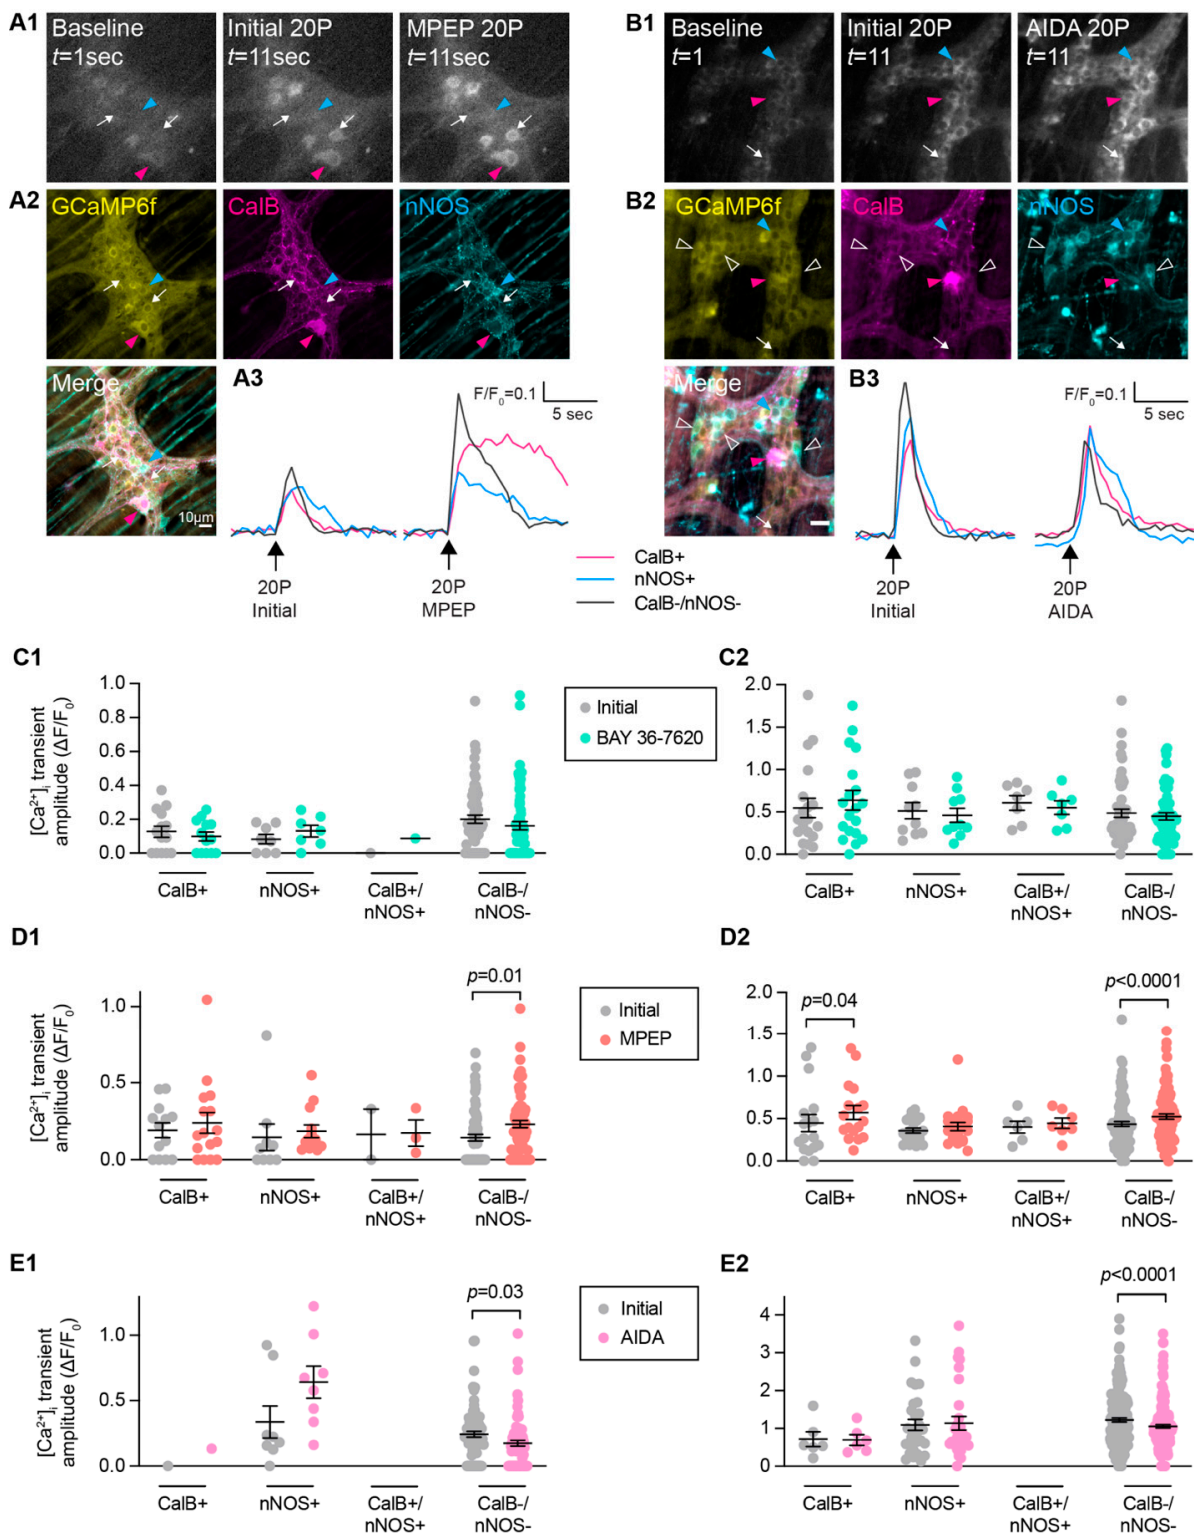 A1
Baseline
t=1sec
Initial 20P
t=11sec
MPEP 20P
t=11sec
B1
Baseline
t=1
Initial 20P
t=11
AIDA 20P
t=11
A2
GCaMP6f
CalB
nNOS
B2
GCaMP6f
CalB
nNOS
Merge
10µm
A3
F/F0=0.1
5 sec
20P
Initial
20P
MPEP
Merge
B3
F/F0=0.1
5 sec
20P
Initial
20P
AIDA
CalB+
nNOS+
CalB-/nNOS-
C1
[Ca²⁺]i transient
amplitude (ΔF/F0)
1.0
0.8
0.6
0.4
0.2
0.0
CalB+
nNOS+
CalB+/
nNOS+
CalB-/
nNOS-
Initial
BAY 36-7620
C2
2.0
1.5
1.0
0.5
0.0
CalB+
nNOS+
CalB+/
nNOS+
CalB-/
nNOS-
D1
[Ca²⁺]i transient
amplitude (ΔF/F0)
1.0
0.5
0.0
p=0.01
CalB+
nNOS+
CalB+/
nNOS+
CalB-/
nNOS-
Initial
MPEP
D2
2.0
1.5
1.0
0.5
0.0
p=0.04
p<0.0001
CalB+
nNOS+
CalB+/
nNOS+
CalB-/
nNOS-
E1
[Ca²⁺]i transient
amplitude (ΔF/F0)
1.0
0.5
0.0
p=0.03
CalB+
nNOS+
CalB+/
nNOS+
CalB-/
nNOS-
Initial
AIDA
E2
4
3
2
1
0
p<0.0001
CalB+
nNOS+
CalB+/
nNOS+
CalB-/
nNOS-